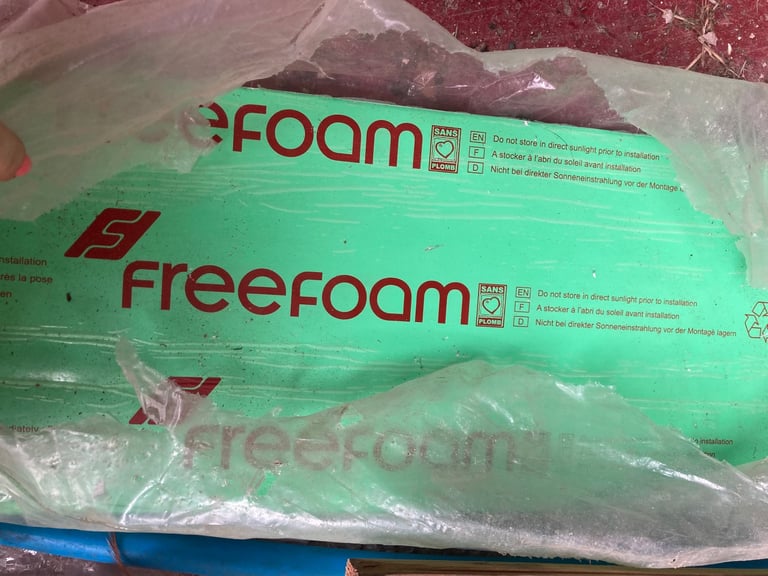 eeFOAM
SANS
PLOMB
EN Do not store in direct sunlight prior to installation
F A stocker à l'abri du soleil avant installation
D Nicht bei direkter Sonneneinstrahlung vor der Montage
nstallation
rès la pose
en
FreeFOAM
SANS
PLOMB
EN Do not store in direct sunlight prior to installation
F A stocker à l'abri du soleil avant installation
D Nicht bei direkter Sonneneinstrahlung vor der Montage lagern
diately
FreeFOAM
installation